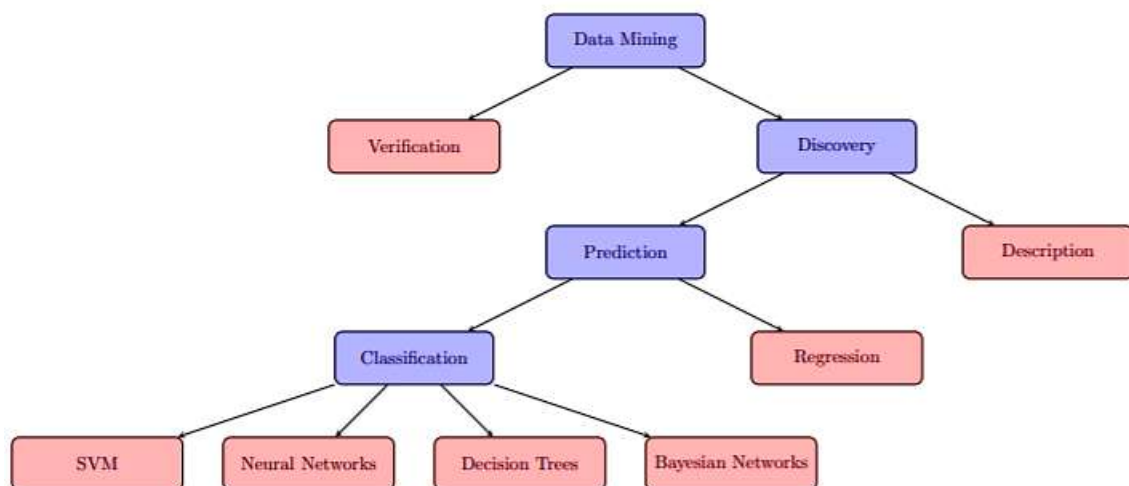 Data Mining
Verification
Discovery
Prediction
Description
Classification
Regression
SVM
Neural Networks
Decision Trees
Bayesian Networks